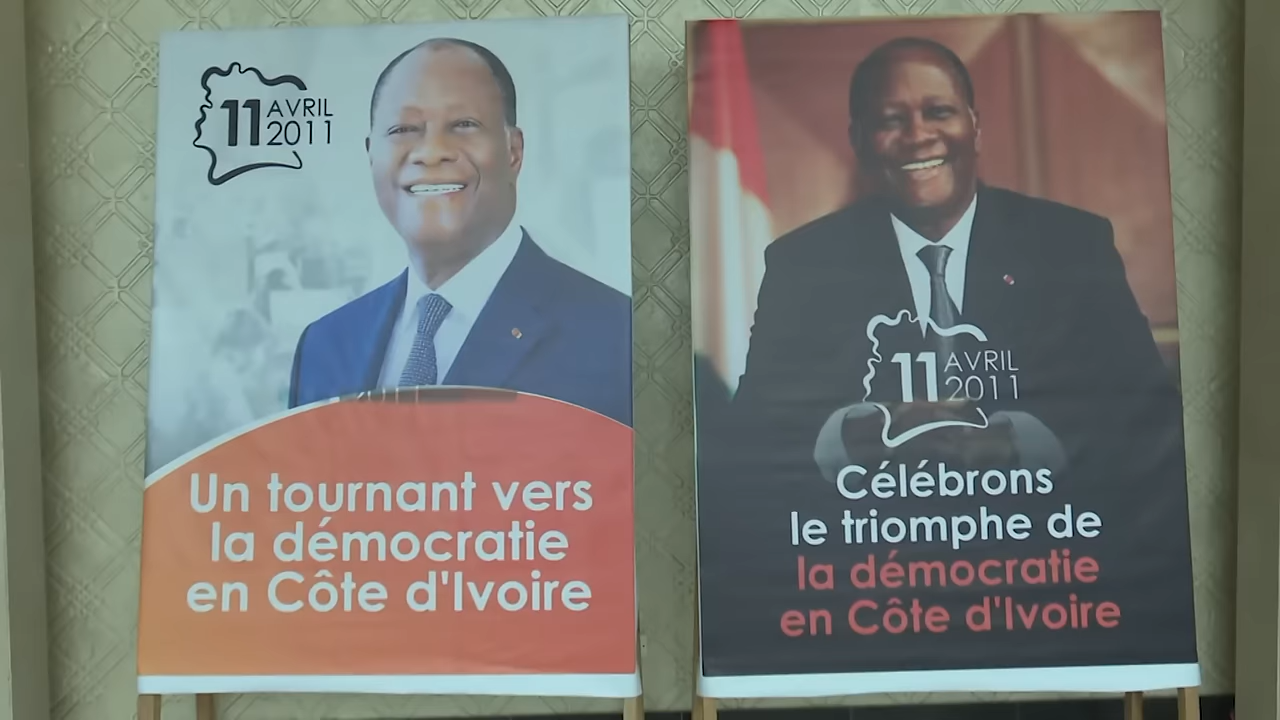 11 AVRIL
2011
Un tournant vers
la démocratie
en Côte d'Ivoire
11 AVRIL
2011
Célébrons
le triomphe de
la démocratie
en Côte d'Ivoire